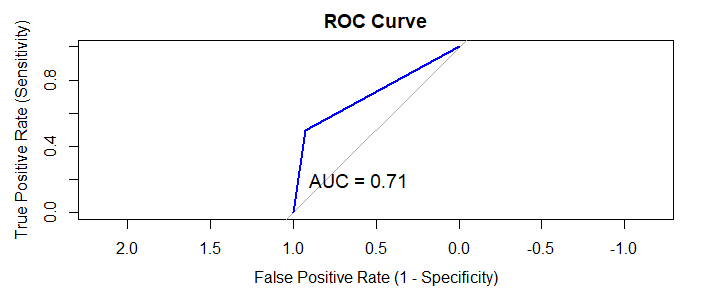 ROC Curve
True Positive Rate (Sensitivity)
0.8
0.4
0.0
AUC = 0.71
2.0 1.5 1.0 0.5 0.0 -0.5 -1.0
False Positive Rate (1 - Specificity)